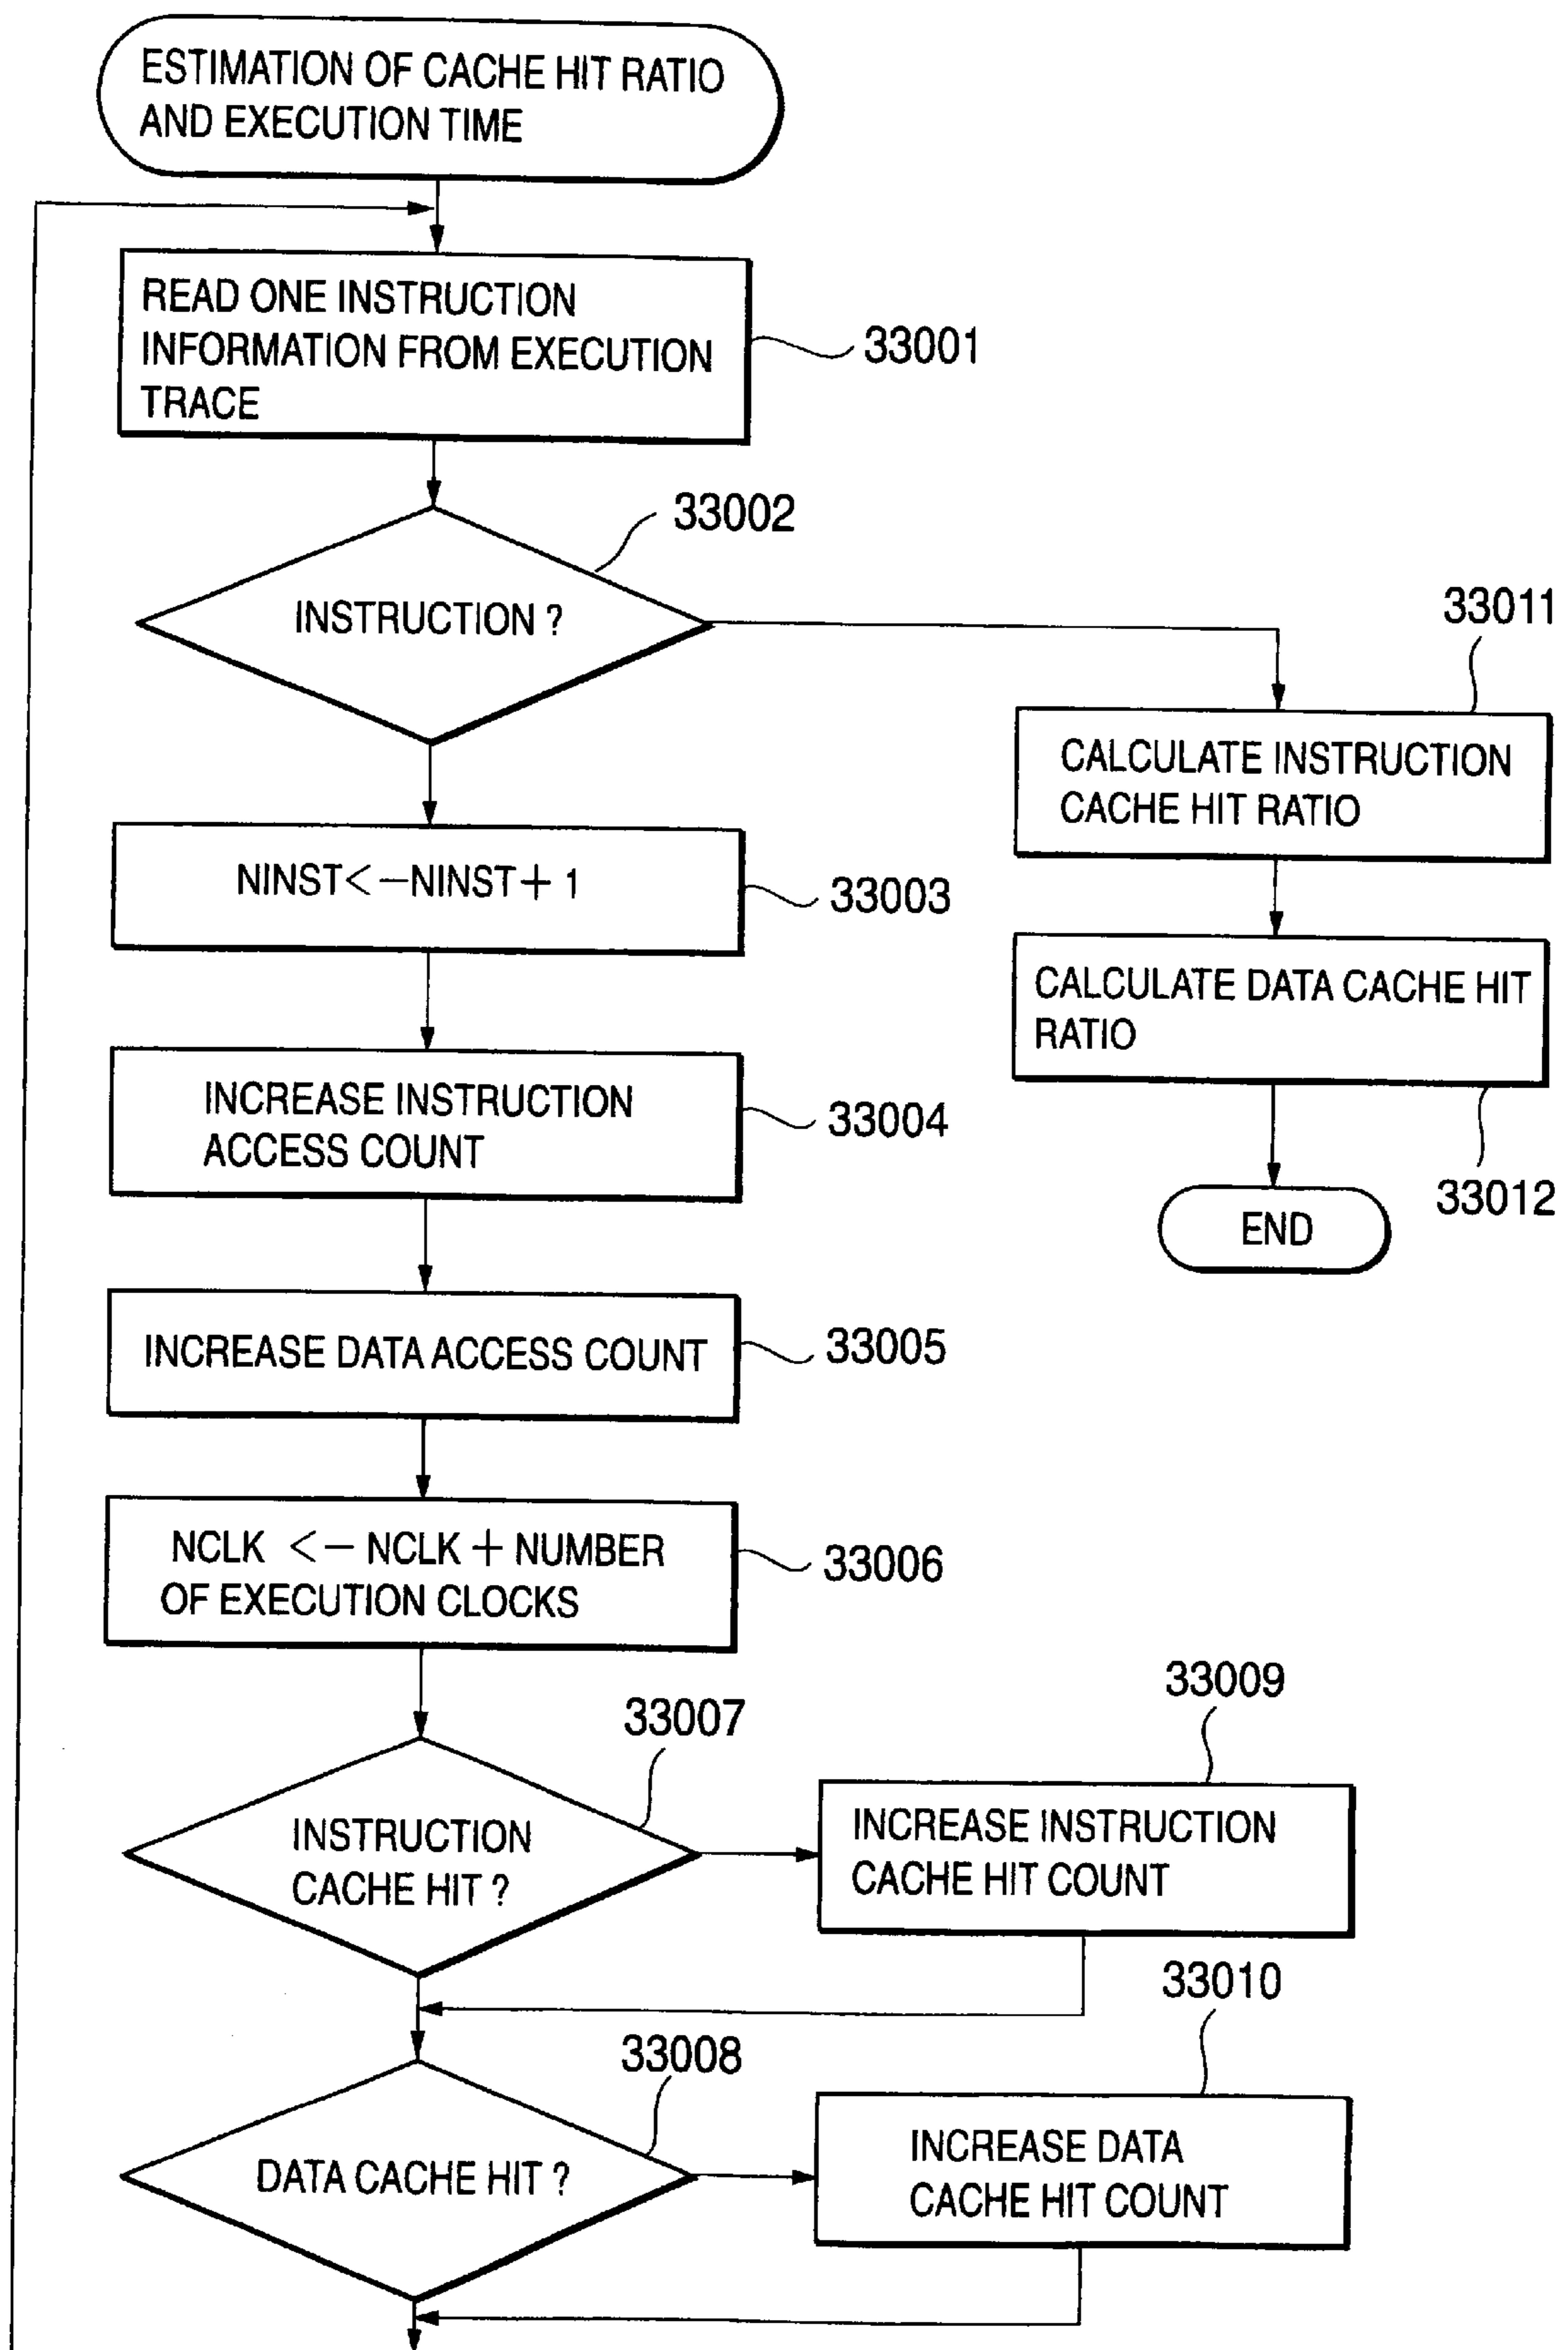 ESTIMATION OF CACHE HIT RATIO
AND EXECUTION TIME
READ ONE INSTRUCTION
INFORMATION FROM EXECUTION
TRACE
33001
33002
INSTRUCTION ?
33011
CALCULATE INSTRUCTION
CACHE HIT RATIO
NINST<-NINST+ 1
33003
CALCULATE DATA CACHE HIT
RATIO
33012
INCREASE INSTRUCTION
ACCESS COUNT
33004
END
INCREASE DATA ACCESS COUNT
33005
NCLK <- NCLK + NUMBER
OF EXECUTION CLOCKS
33006
33007
33009
INSTRUCTION
CACHE HIT ?
INCREASE INSTRUCTION
CACHE HIT COUNT
33010
33008
DATA CACHE HIT ?
INCREASE DATA
CACHE HIT COUNT